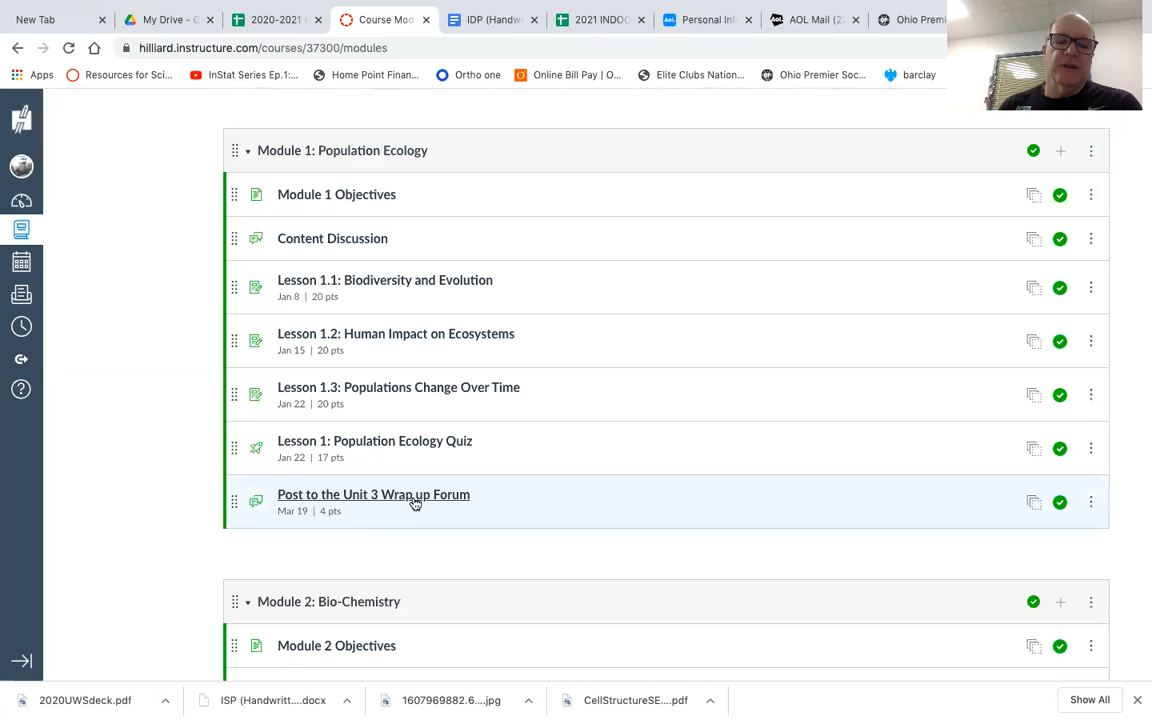 New Tab
My Drive - G
2020-2021
Course Mod
IDP (Handw
2021 INDOO
Personal Inf
AOL Mail (2
Ohio Premi
hilliard.instructure.com/courses/37300/modules
Apps
Resources for Sci...
InStat Series Ep.1:...
Home Point Finan...
Ortho one
Online Bill Pay | O...
Elite Clubs Nation...
Ohio Premier Soc...
barclay
Module 1: Population Ecology
Module 1 Objectives
Content Discussion
Lesson 1.1: Biodiversity and Evolution
Jan 8 | 20 pts
Lesson 1.2: Human Impact on Ecosystems
Jan 15 | 20 pts
Lesson 1.3: Populations Change Over Time
Jan 22 | 20 pts
Lesson 1: Population Ecology Quiz
Jan 22 | 17 pts
Post to the Unit 3 Wrap up Forum
Mar 19 | 4 pts
Module 2: Bio-Chemistry
Module 2 Objectives
2020UWSdeck.pdf
ISP (Handwritt....docx
1607969882.6....jpg
CellStructureSE....pdf
Show All